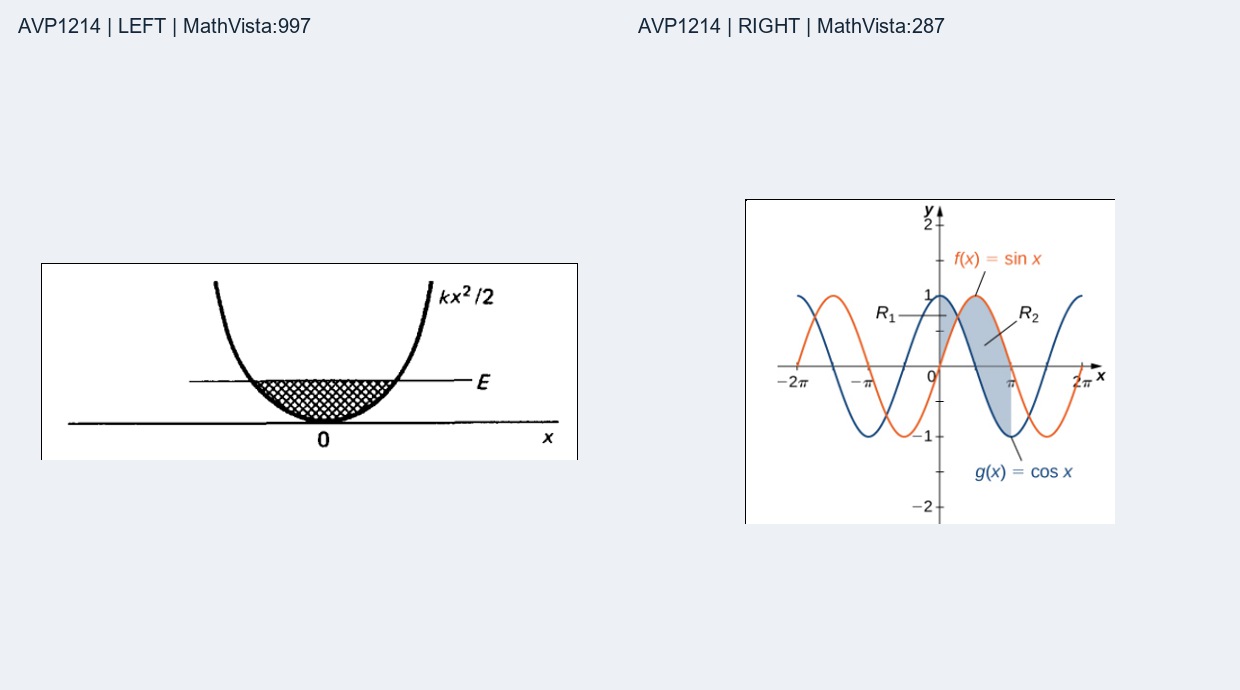 AVP1214 | LEFT | MathVista:997
AVP1214 | RIGHT | MathVista:287
kx²/2
E
0
x
y
2
f(x) = sin x
1
R₁
R₂
−2π
−π
0
π
2π
x
−1
g(x) = cos x
−2